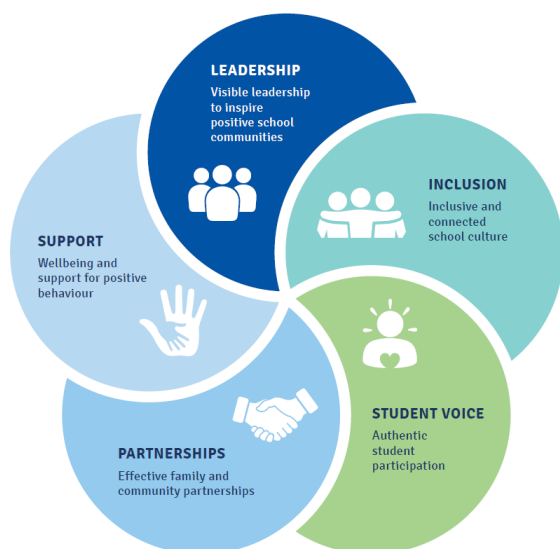 LEADERSHIP
Visible leadership
to inspire
positive school
communities
INCLUSION
Inclusive and
connected
school culture
STUDENT VOICE
Authentic
student
participation
PARTNERSHIPS
Effective family and
community partnerships
SUPPORT
Wellbeing and
support for positive
behaviour